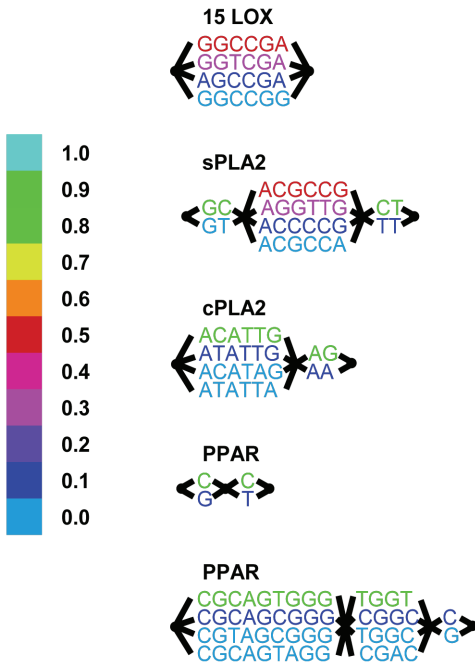 15 LOX
GGCCGA
GGTCGA
AGCCGA
GGCCGG
1.0
0.9
0.8
0.7
0.6
0.5
0.4
0.3
0.2
0.1
0.0
sPLA2
GC ACGCCG CT
GT AGGTTG TT
ACCCCG
ACGCCA
cPLA2
ACATTG AG
ATATTG AA
ACATAG
ATATTA
PPAR
C C
G T
PPAR
CGCAGTGGG TGGT
CGCAGCGGG CGGC C
CGTAGCGGG TGGC G
CGCAGTAGG CGAC